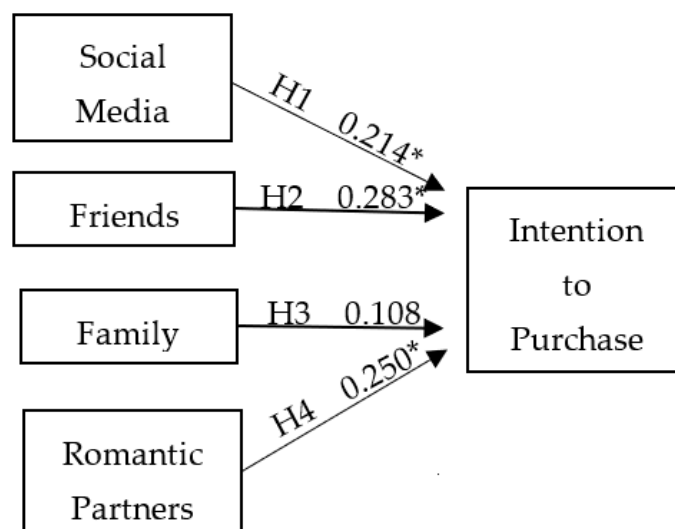 Social
Media
H1 0.214*
Friends
H2 0.283*
Family
H3 0.108
Romantic
Partners
H4 0.250*
Intention
to
Purchase